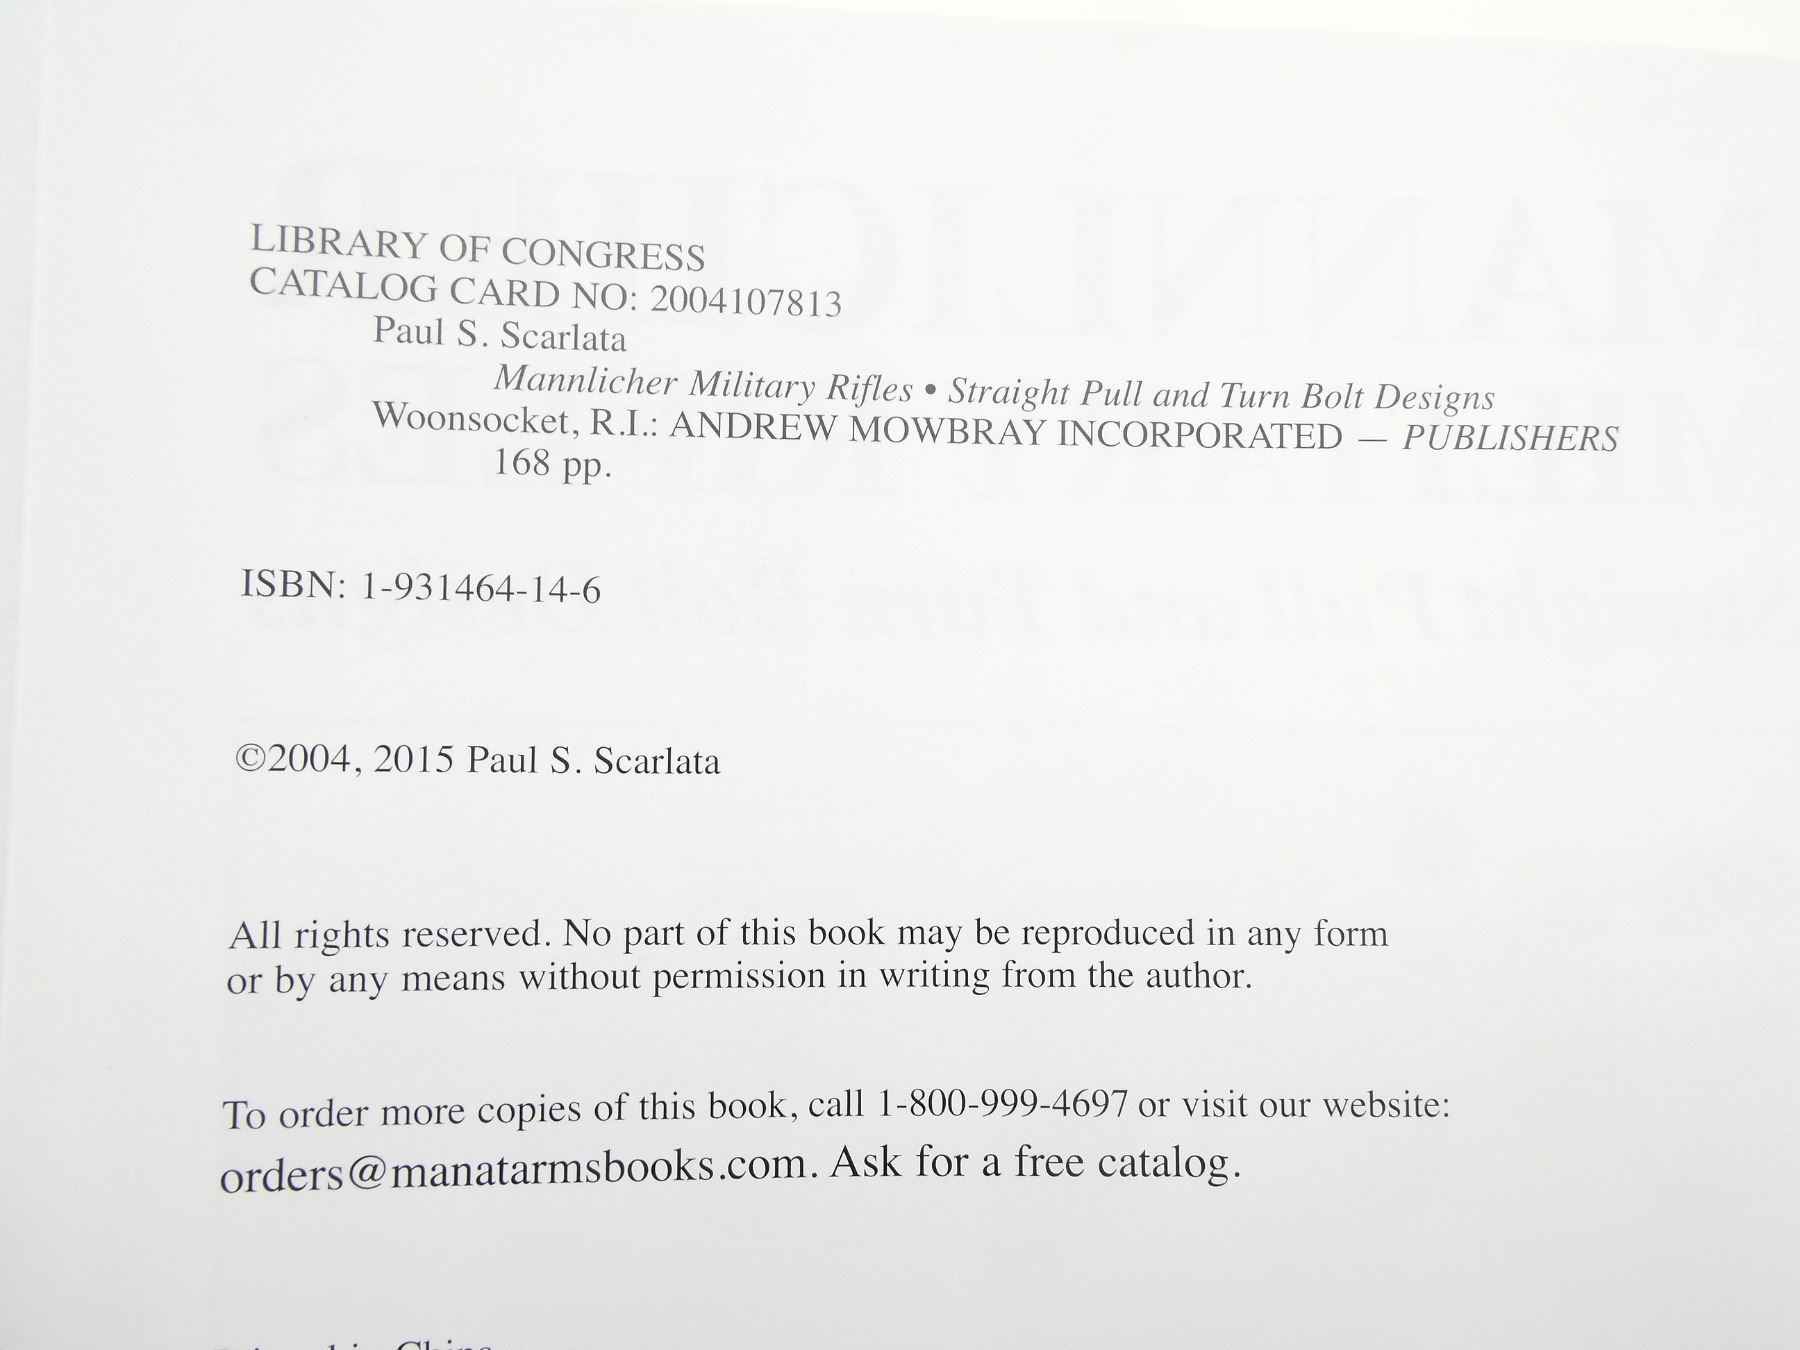 LIBRARY OF CONGRESS
CATALOG CARD NO: 2004107813
Paul S. Scarlata
Mannlicher Military Rifles • Straight Pull and Turn Bolt Designs
Woonsocket, R.I.: ANDREW MOWBRAY INCORPORATED — PUBLISHERS
168 pp.
ISBN: 1-931464-14-6
©2004, 2015 Paul S. Scarlata
All rights reserved. No part of this book may be reproduced in any form
or by any means without permission in writing from the author.
To order more copies of this book, call 1-800-999-4697 or visit our website:
orders@manatarmsbooks.com. Ask for a free catalog.